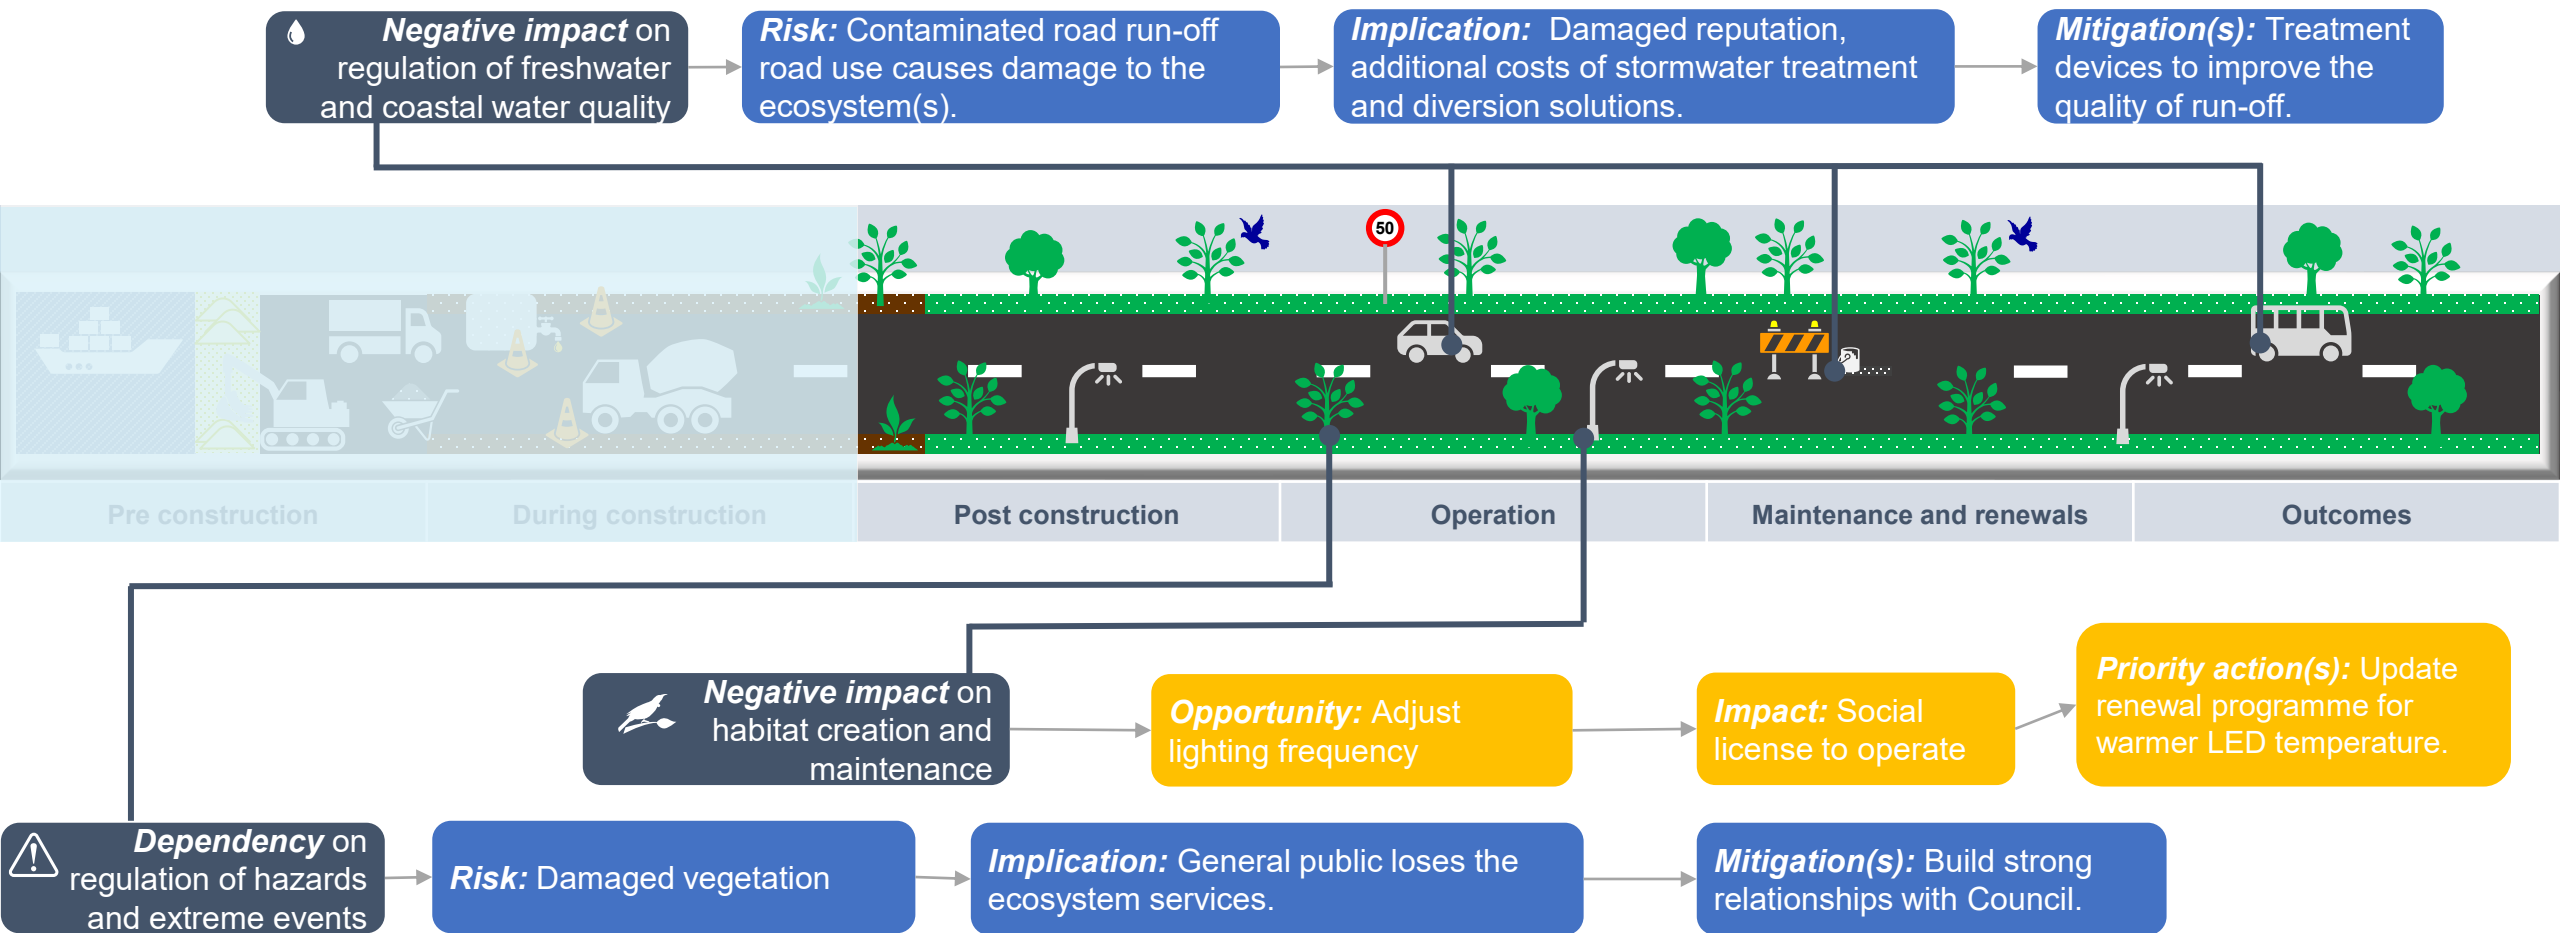 Negative impact on
regulation of freshwater
and coastal water quality
Risk: Contaminated road run-off
road use causes damage to the
ecosystem(s).
Implication: Damaged reputation,
additional costs of stormwater treatment
and diversion solutions.
Mitigation(s): Treatment
devices to improve the
quality of run-off.
50
Pre construction
During construction
Post construction
Operation
Maintenance and renewals
Outcomes
Negative impact on
habitat creation and
maintenance
Opportunity: Adjust
lighting frequency
Impact: Social
license to operate
Priority action(s): Update
renewal programme for
warmer LED temperature.
Dependency on
regulation of hazards
and extreme events
Risk: Damaged vegetation
Implication: General public loses the
ecosystem services.
Mitigation(s): Build strong
relationships with Council.